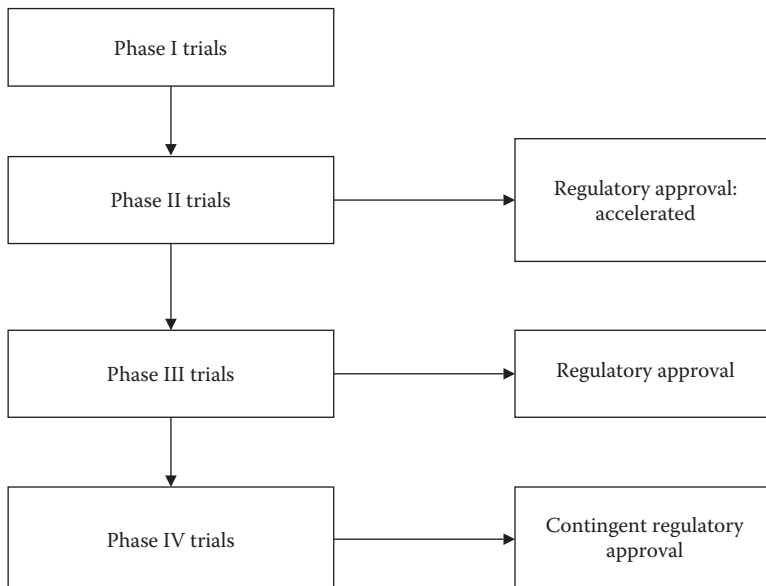 Phase I trials
Phase II trials
Regulatory approval:
accelerated
Phase III trials
Regulatory approval
Phase IV trials
Contingent regulatory
approval